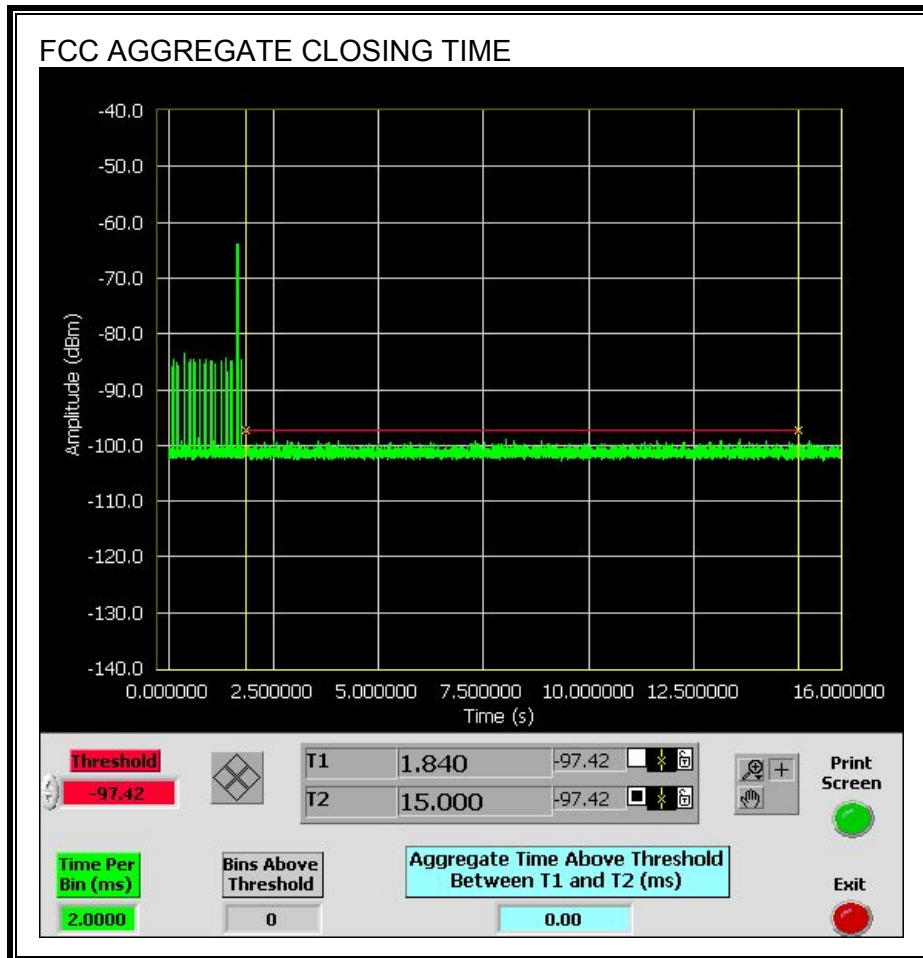 FCC AGGREGATE CLOSING TIME
-40.0
-50.0
-60.0
-70.0
-80.0
-90.0
-100.0
-110.0
-120.0
-130.0
-140.0
Amplitude (dBm)
0.000000 2.500000 5.000000 7.500000 10.000000 12.500000 16.000000
Time (s)
Threshold
-97.42
T1 1.840 -97.42
T2 15.000 -97.42
Print Screen
Time Per Bin (ms)
2.0000
Bins Above Threshold
0
Aggregate Time Above Threshold
Between T1 and T2 (ms)
0.00
Exit